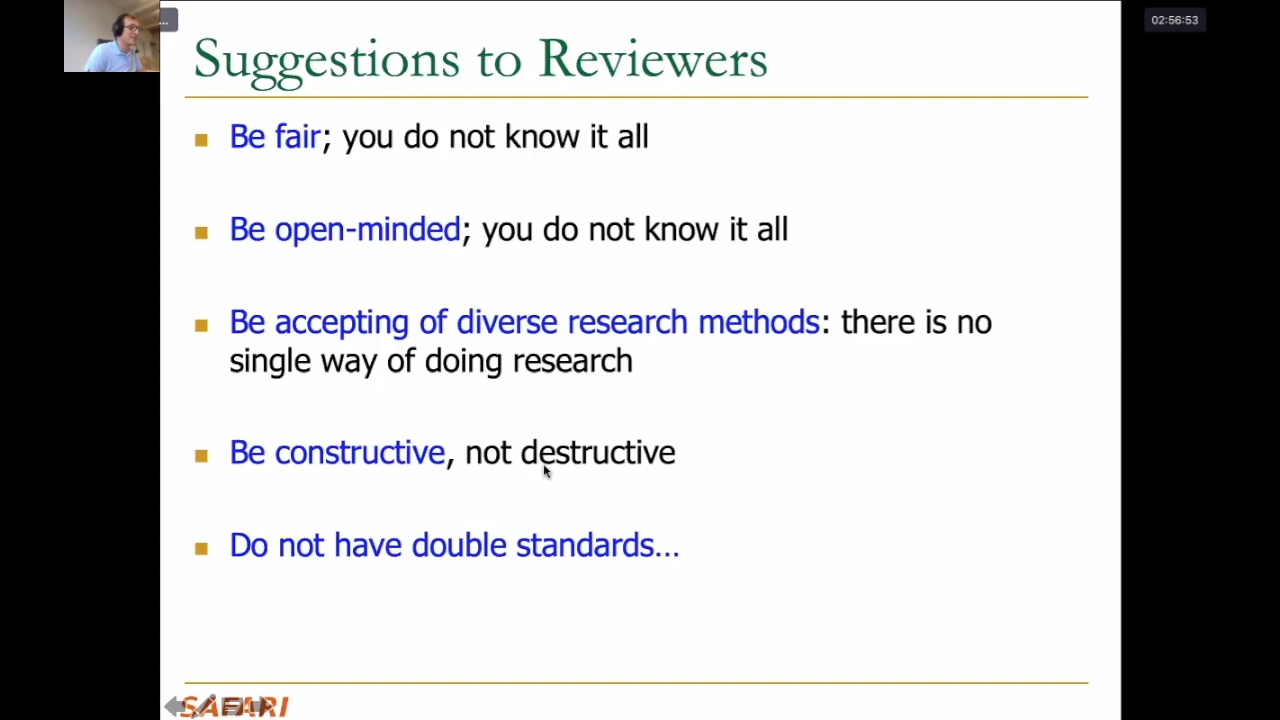 ...
02:56:53
Suggestions to Reviewers
Be fair; you do not know it all
Be open-minded; you do not know it all
Be accepting of diverse research methods: there is no
single way of doing research
Be constructive, not destructive
Do not have double standards…
SAFARI